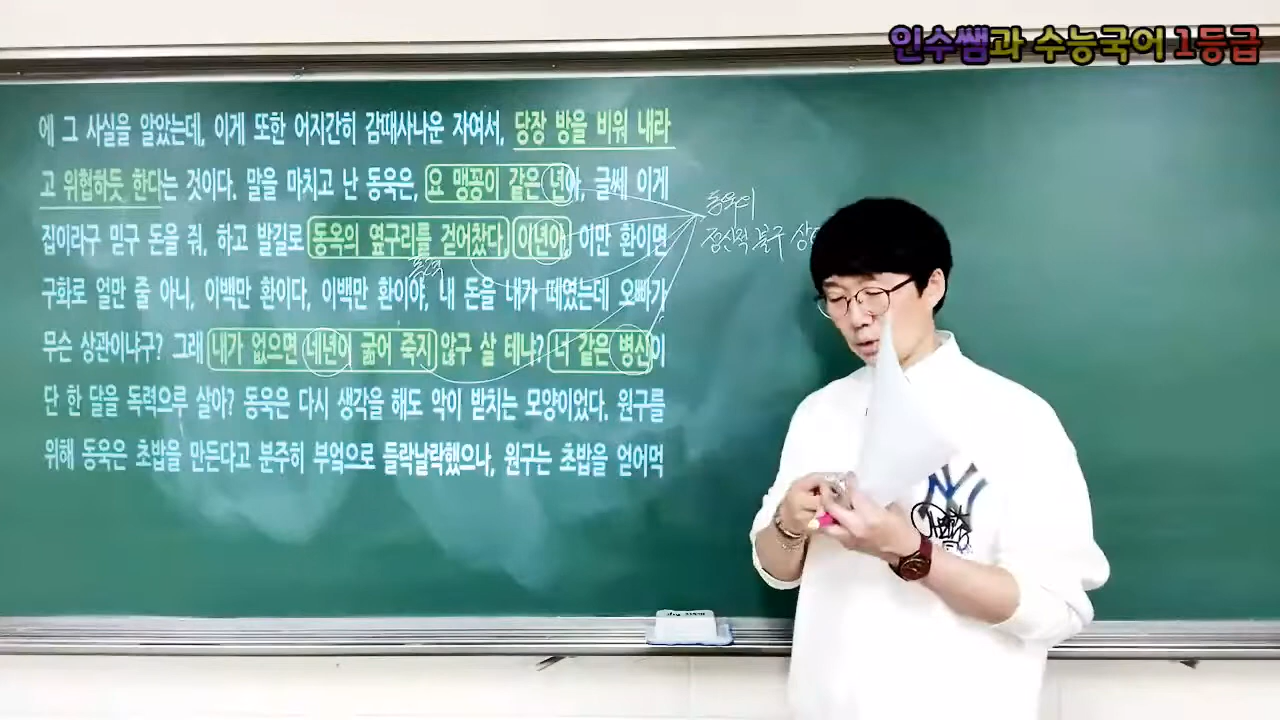 인수쌤과 수능국어 1등급
에 그 사실을 알았는데, 이게 또한 어지간히 감때사나운 자여서, 당장 방을 비워 내라
고 위협하듯 한다는 것이다. 말을 마치고 난 동욱은, 요 맹꽁이 같은 년아, 글쎄 이게
집이라구 믿구 돈을 줘, 하고 발길로 동옥의 옆구리를 걷어찼다. 이년아, 이만 환이면
구화로 얼만 줄 아니, 이백만 환이다, 이백만 환이야, 내 돈을 내가 떼였는데 오빠가
무슨 상관이냐구? 그래 내가 없으면 네년이 굶어 죽지 않구 살 테냐? 너 같은 병신이
단 한 달을 독력으루 살아? 동욱은 다시 생각을 해도 악이 받치는 모양이었다. 원구를
위해 동욱은 초밥을 만든다고 분주히 부엌으로 들락날락했으나, 원구는 초밥을 얻어먹
동욱의
정신적 불구
폭력
NY